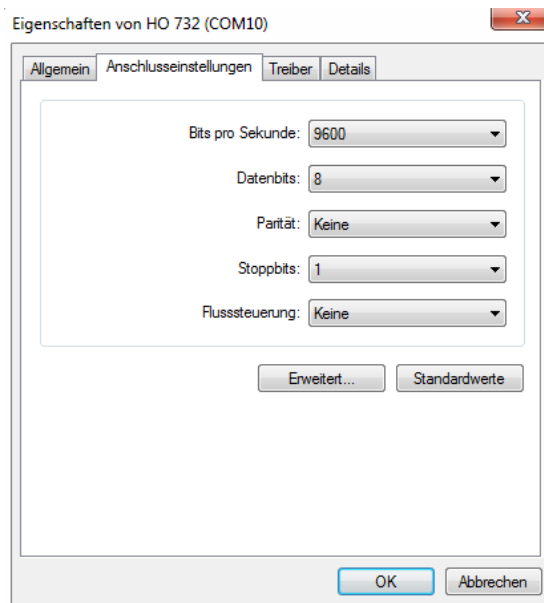 Eigenschaften von HO 732 (COM10)
Allgemein Anschlusseinstellungen Treiber Details
Bits pro Sekunde: 9600
Datenbits: 8
Parität: Keine
Stoppbits: 1
Flusssteuerung: Keine
Erweitert... Standardwerte
OK Abbrechen